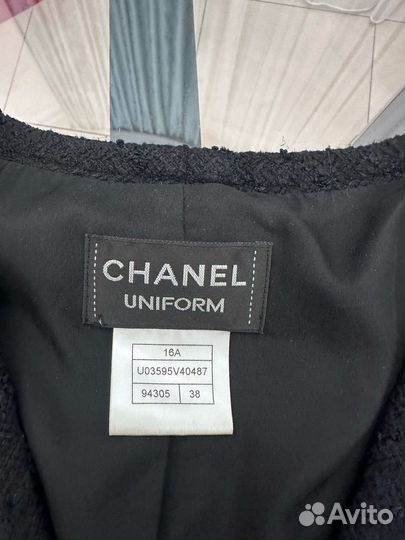 CHANEL
UNIFORM
16A
U03595V40487
94305 38
Avito